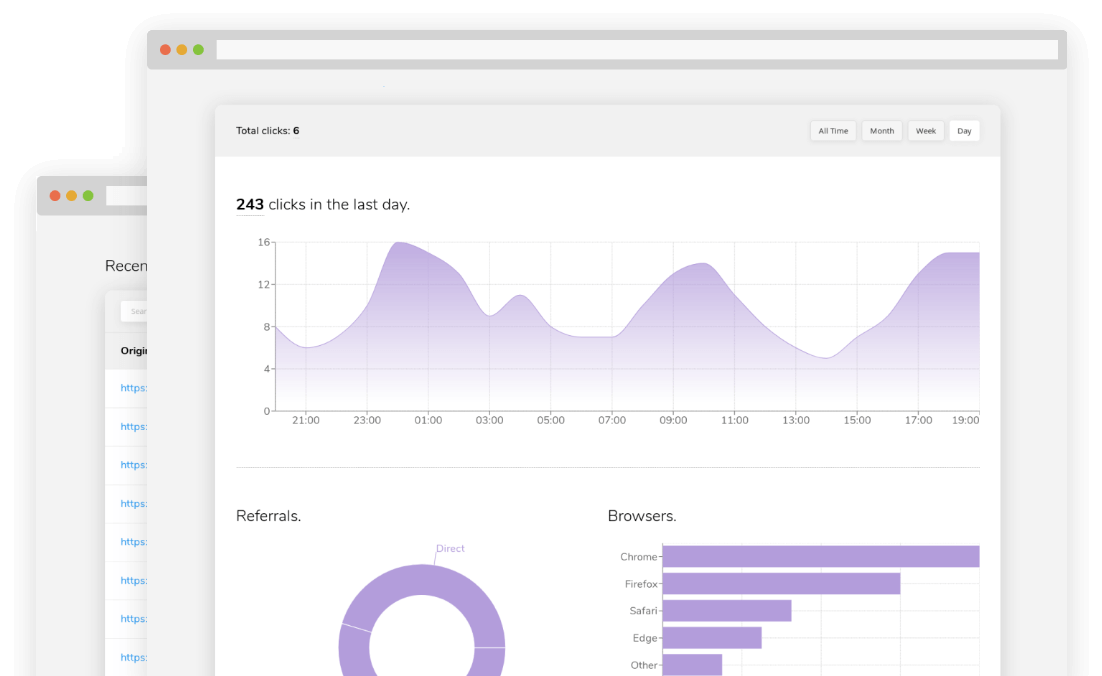 Total clicks: 6
All Time Month Week Day
243 clicks in the last day.
16
12
8
4
0
21:00 23:00 01:00 03:00 05:00 07:00 09:00 11:00 13:00 15:00 17:00 19:00
Referrals.
Direct
Browsers.
Chrome
Firefox
Safari
Edge
Other
Recen
Sear
Origin
https:
https:
https:
https:
https:
https:
https:
https: